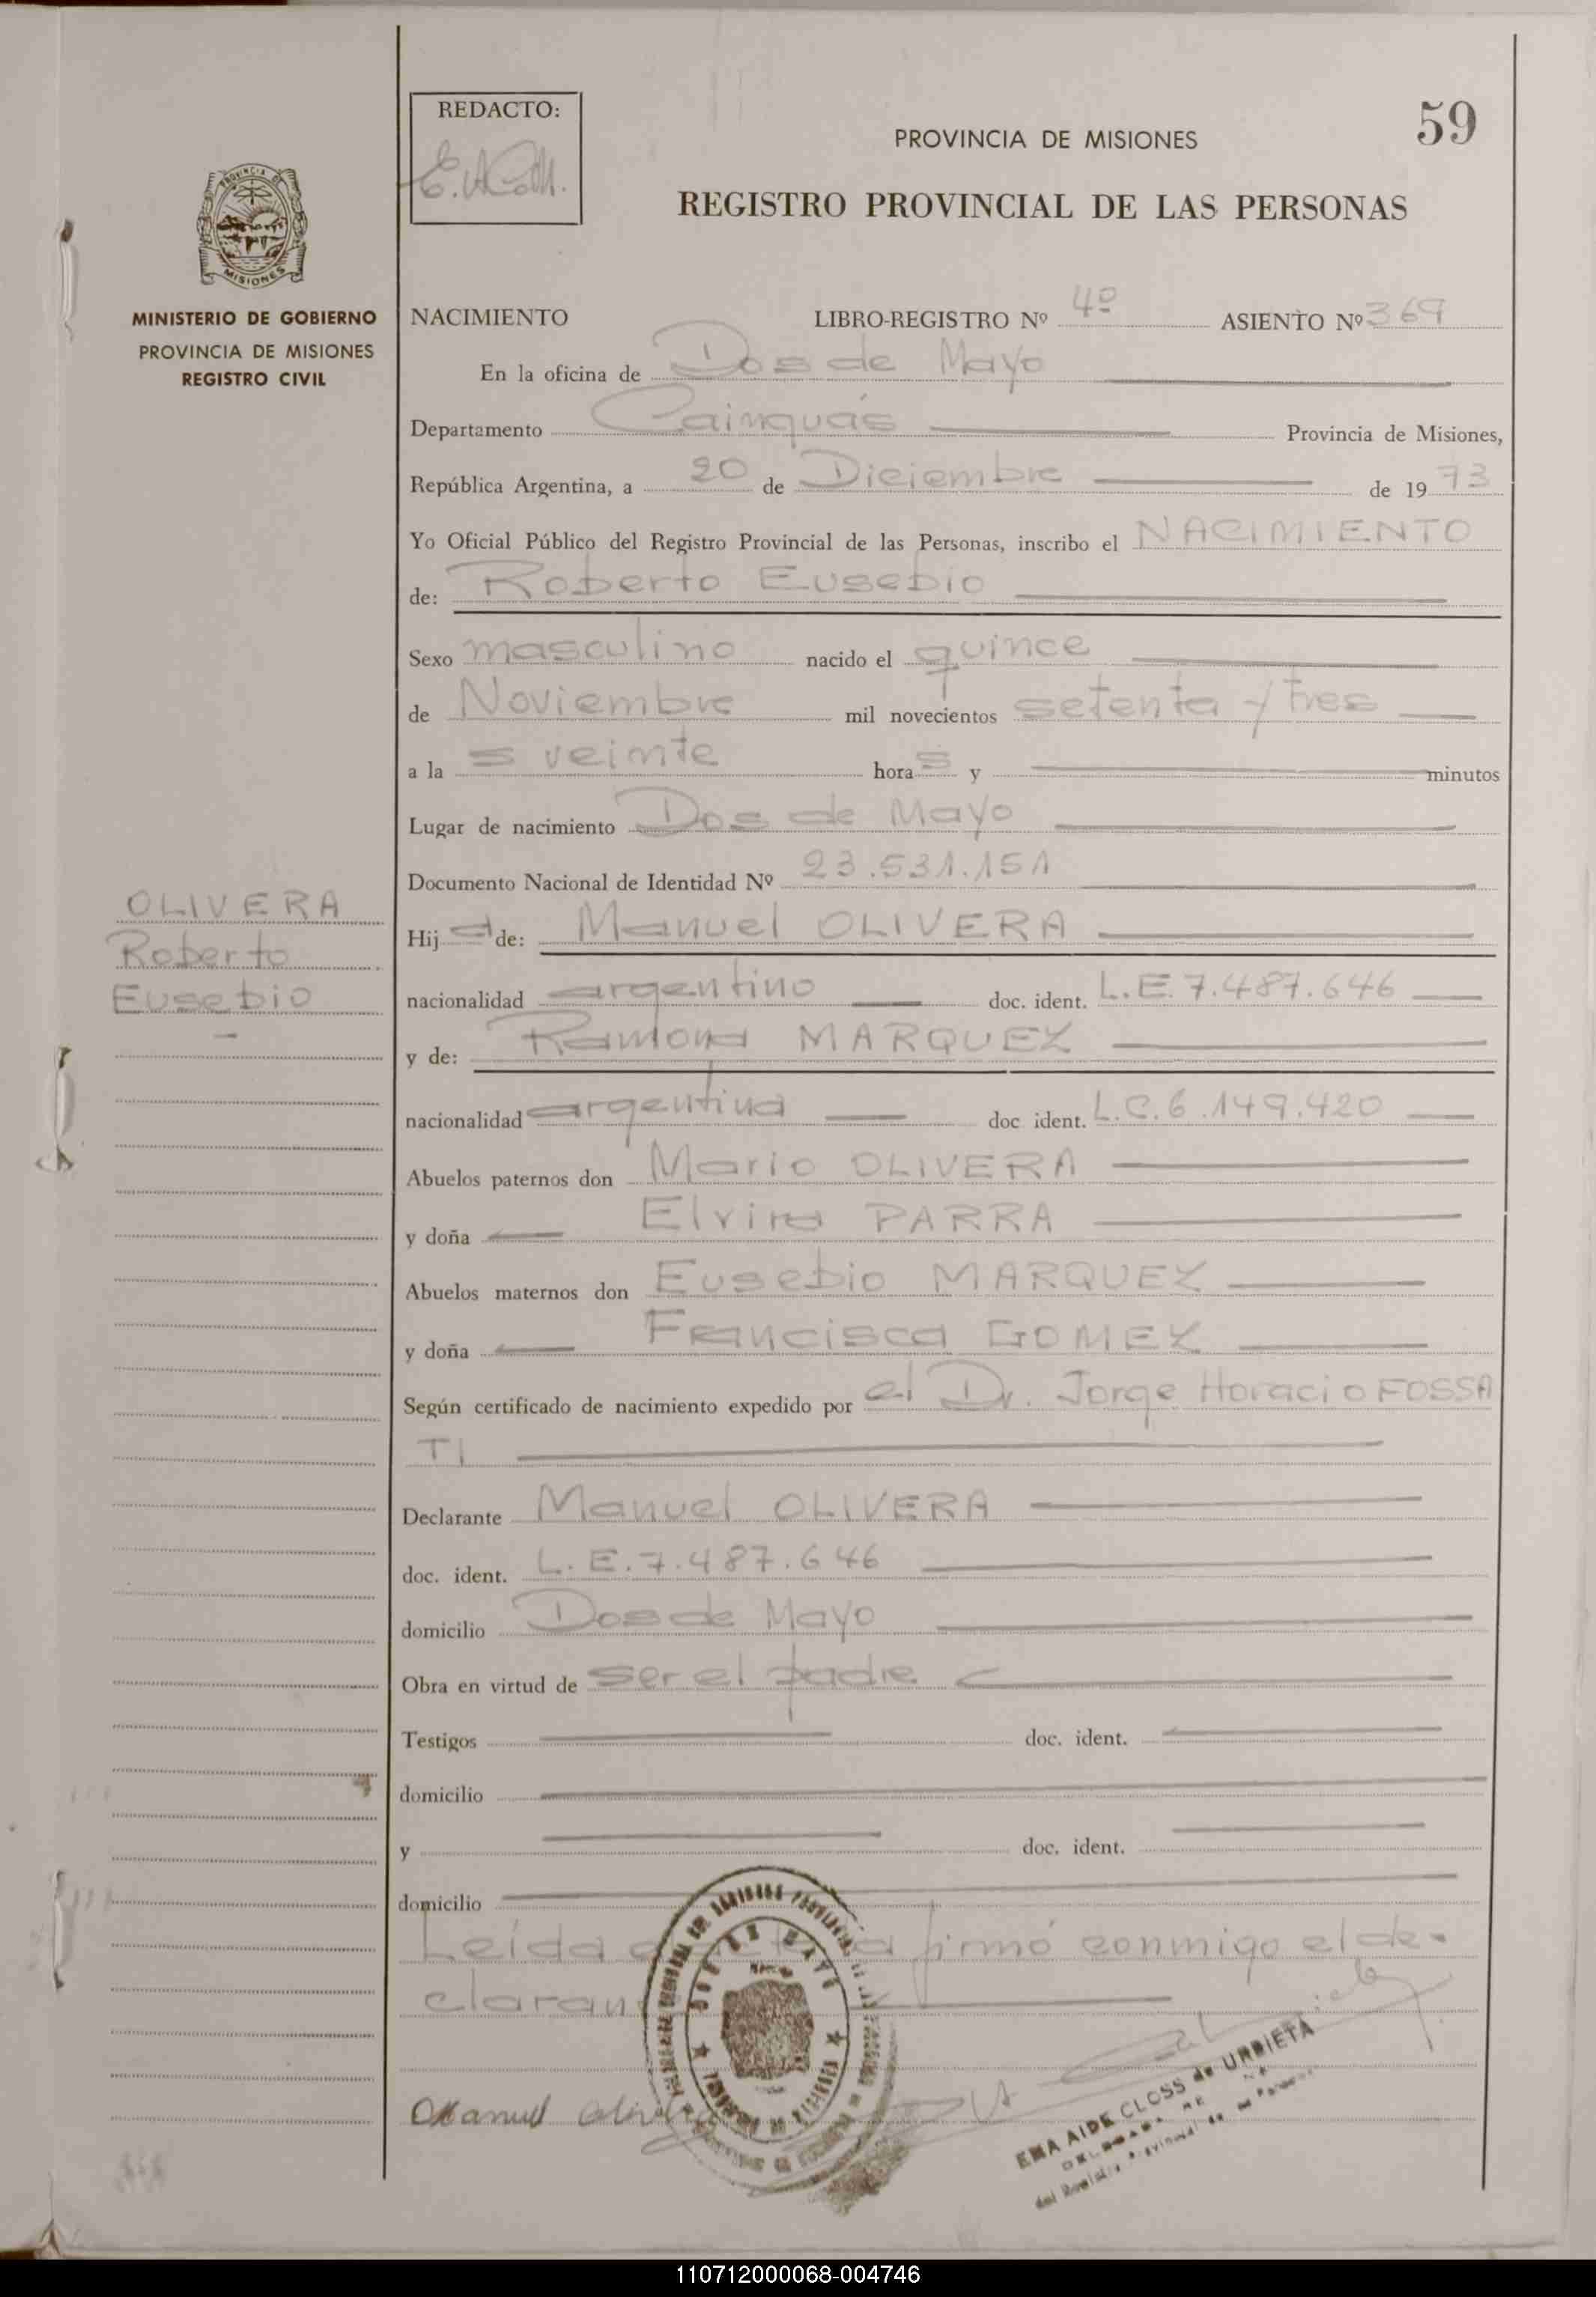 REDACTO:
59
PROVINCIA DE MISIONES
REGISTRO PROVINCIAL DE LAS PERSONAS
PROVINCIA DE
MISIONES
MINISTERIO DE GOBIERNO
PROVINCIA DE MISIONES
REGISTRO CIVIL
NACIMIENTO LIBRO-REGISTRO Nº 4º ASIENTO Nº 369
En la oficina de Dos de Mayo
Departamento Cainguás Provincia de Misiones,
República Argentina, a 20 de Diciembre de 1973
Yo Oficial Público del Registro Provincial de las Personas, inscribo el NACIMIENTO
de: Roberto Eusebio
Sexo masculino nacido el quince
de Noviembre mil novecientos setenta y tres
a la s veinte hora s y minutos
Lugar de nacimiento Dos de Mayo
Documento Nacional de Identidad Nº 23.531.151
OLIVERA
Roberto
Eusebio
Hij o de: Manuel OLIVERA
nacionalidad argentino doc. ident. L.E. 7.487.646
y de: Ramona MARQUEZ
nacionalidad argentina doc ident. L.C. 6.149.420
Abuelos paternos don Mario OLIVERA
y doña Elvira PARRA
Abuelos maternos don Eusebio MARQUEZ
y doña Francisca GOMEZ
Según certificado de nacimiento expedido por el Dr. Jorge Horacio FOSSA
TI
Declarante Manuel OLIVERA
doc. ident. L.E. 7.487.646
domicilio Dos de Mayo
Obra en virtud de ser el padre
Testigos doc. ident.
domicilio
y doc. ident.
domicilio
Leída firmó conmigo el de-
claran
Manuel Olivera
EMA AIDE CLOSS de URBIETA
110712000068-004746